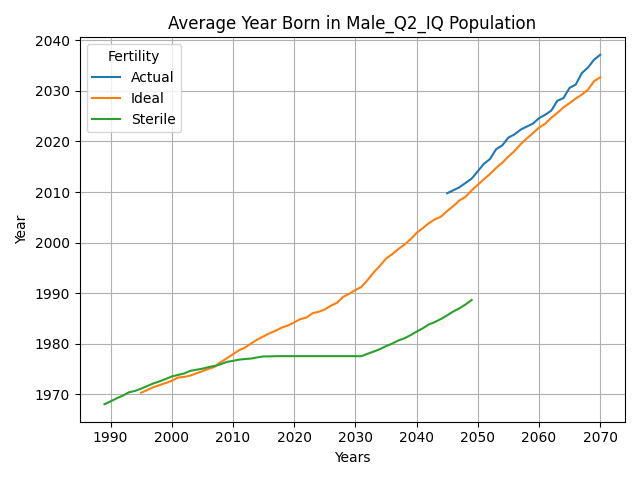 Average Year Born in Male_Q2_IQ Population
Fertility
Actual
Ideal
Sterile
Year
2040
2030
2020
2010
2000
1990
1980
1970
1990 2000 2010 2020 2030 2040 2050 2060 2070
Years